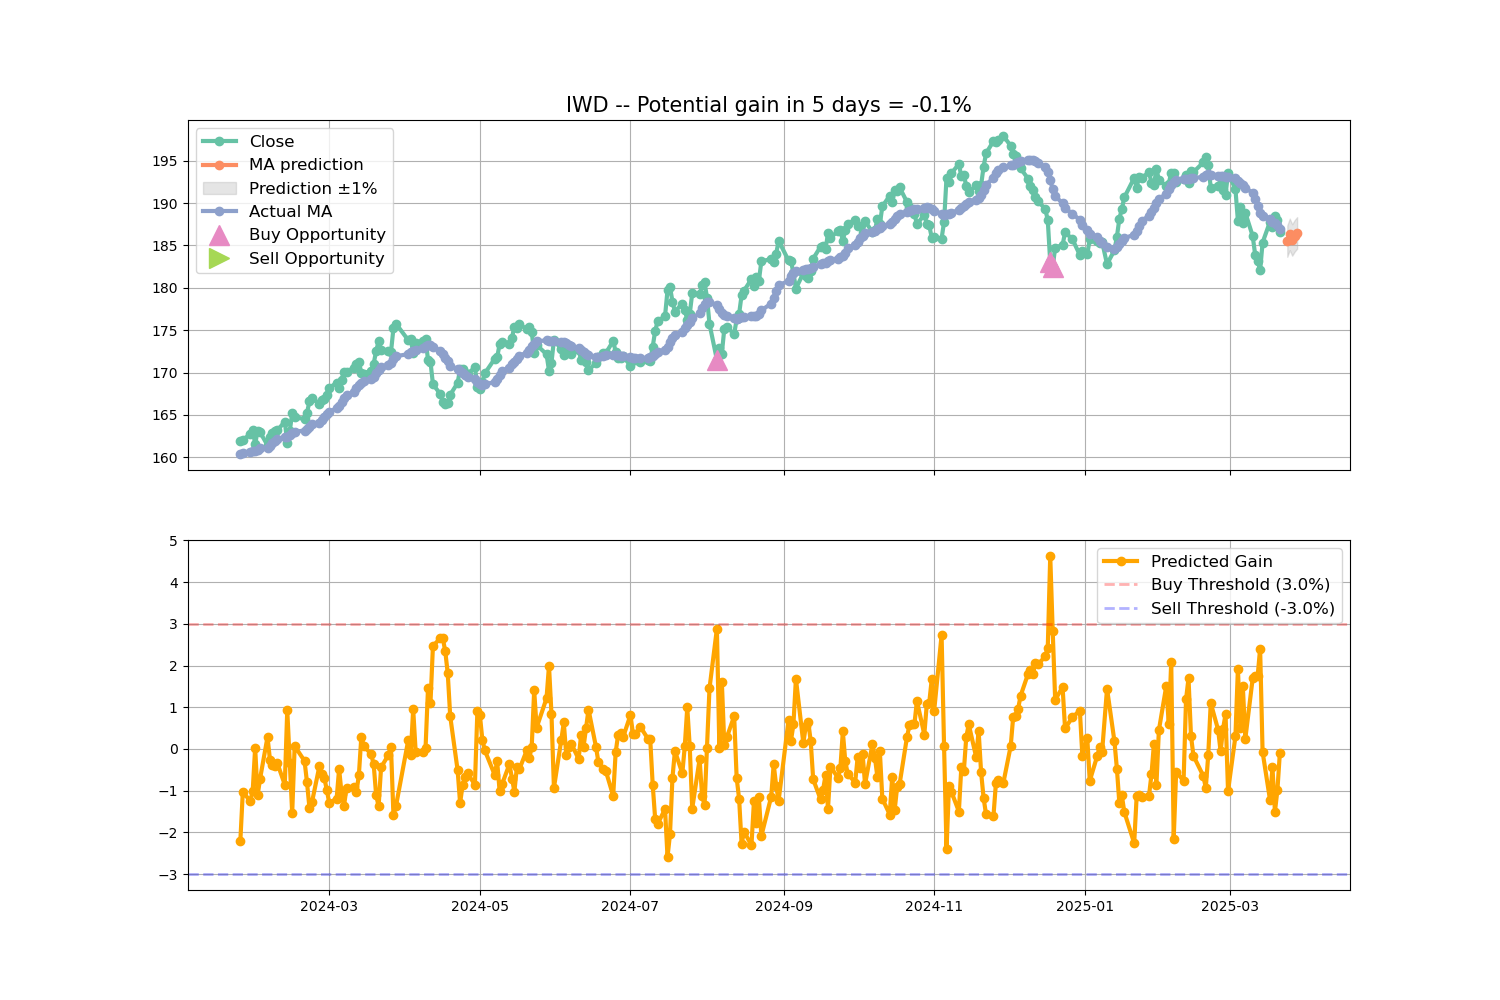 IWD -- Potential gain in 5 days = -0.1%
Close
MA prediction
Prediction ±1%
Actual MA
Buy Opportunity
Sell Opportunity
195
190
185
180
175
170
165
160
Predicted Gain
Buy Threshold (3.0%)
Sell Threshold (-3.0%)
5
4
3
2
1
0
−1
−2
−3
2024-03
2024-05
2024-07
2024-09
2024-11
2025-01
2025-03